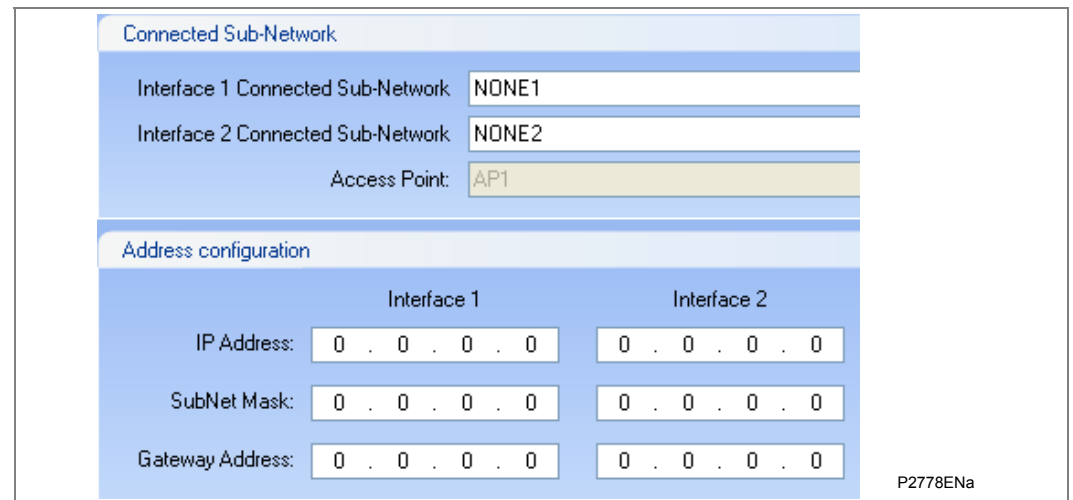 Connected Sub-Network
Interface 1 Connected Sub-Network NONE1
Interface 2 Connected Sub-Network NONE2
Access Point: AP1
Address configuration
Interface 1 Interface 2
IP Address: 0 . 0 . 0 . 0 0 . 0 . 0 . 0
SubNet Mask: 0 . 0 . 0 . 0 0 . 0 . 0 . 0
Gateway Address: 0 . 0 . 0 . 0 0 . 0 . 0 . 0
P2778ENa